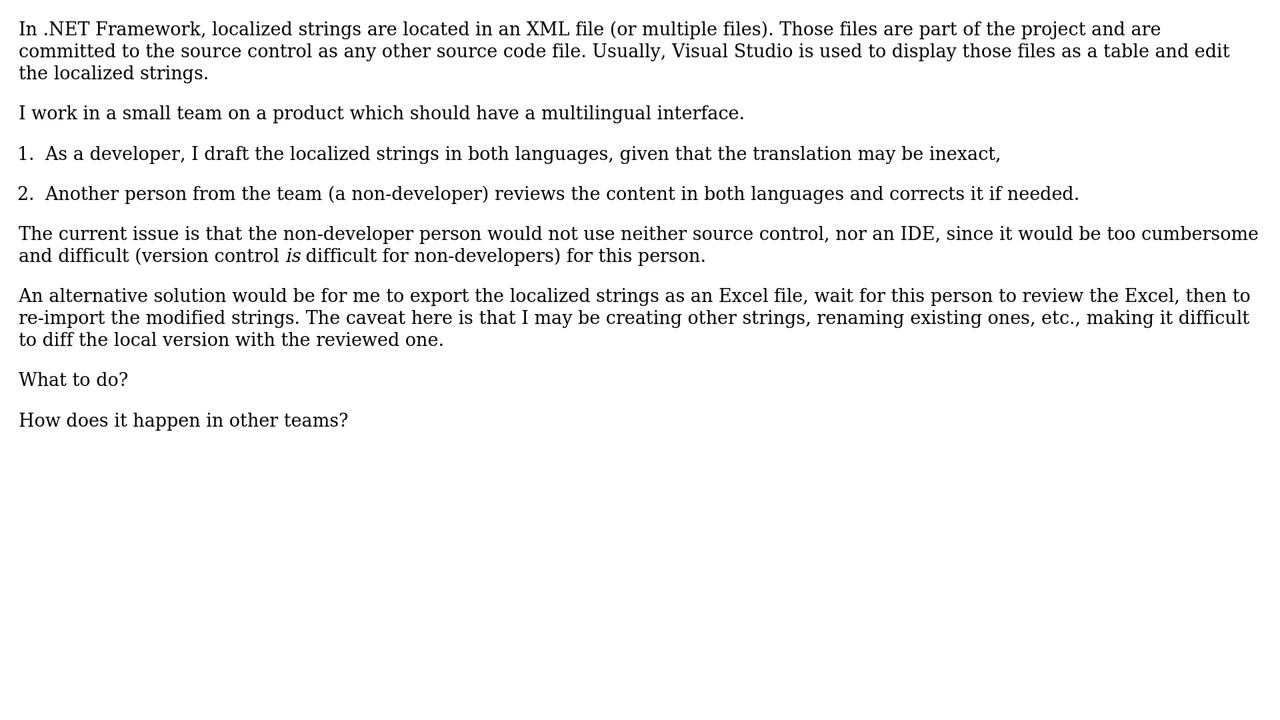 In .NET Framework, localized strings are located in an XML file (or multiple files). Those files are part of the project and are
committed to the source control as any other source code file. Usually, Visual Studio is used to display those files as a table and edit
the localized strings.
I work in a small team on a product which should have a multilingual interface.
1. As a developer, I draft the localized strings in both languages, given that the translation may be inexact,
2. Another person from the team (a non-developer) reviews the content in both languages and corrects it if needed.
The current issue is that the non-developer person would not use neither source control, nor an IDE, since it would be too cumbersome
and difficult (version control is difficult for non-developers) for this person.
An alternative solution would be for me to export the localized strings as an Excel file, wait for this person to review the Excel, then to
re-import the modified strings. The caveat here is that I may be creating other strings, renaming existing ones, etc., making it difficult
to diff the local version with the reviewed one.
What to do?
How does it happen in other teams?